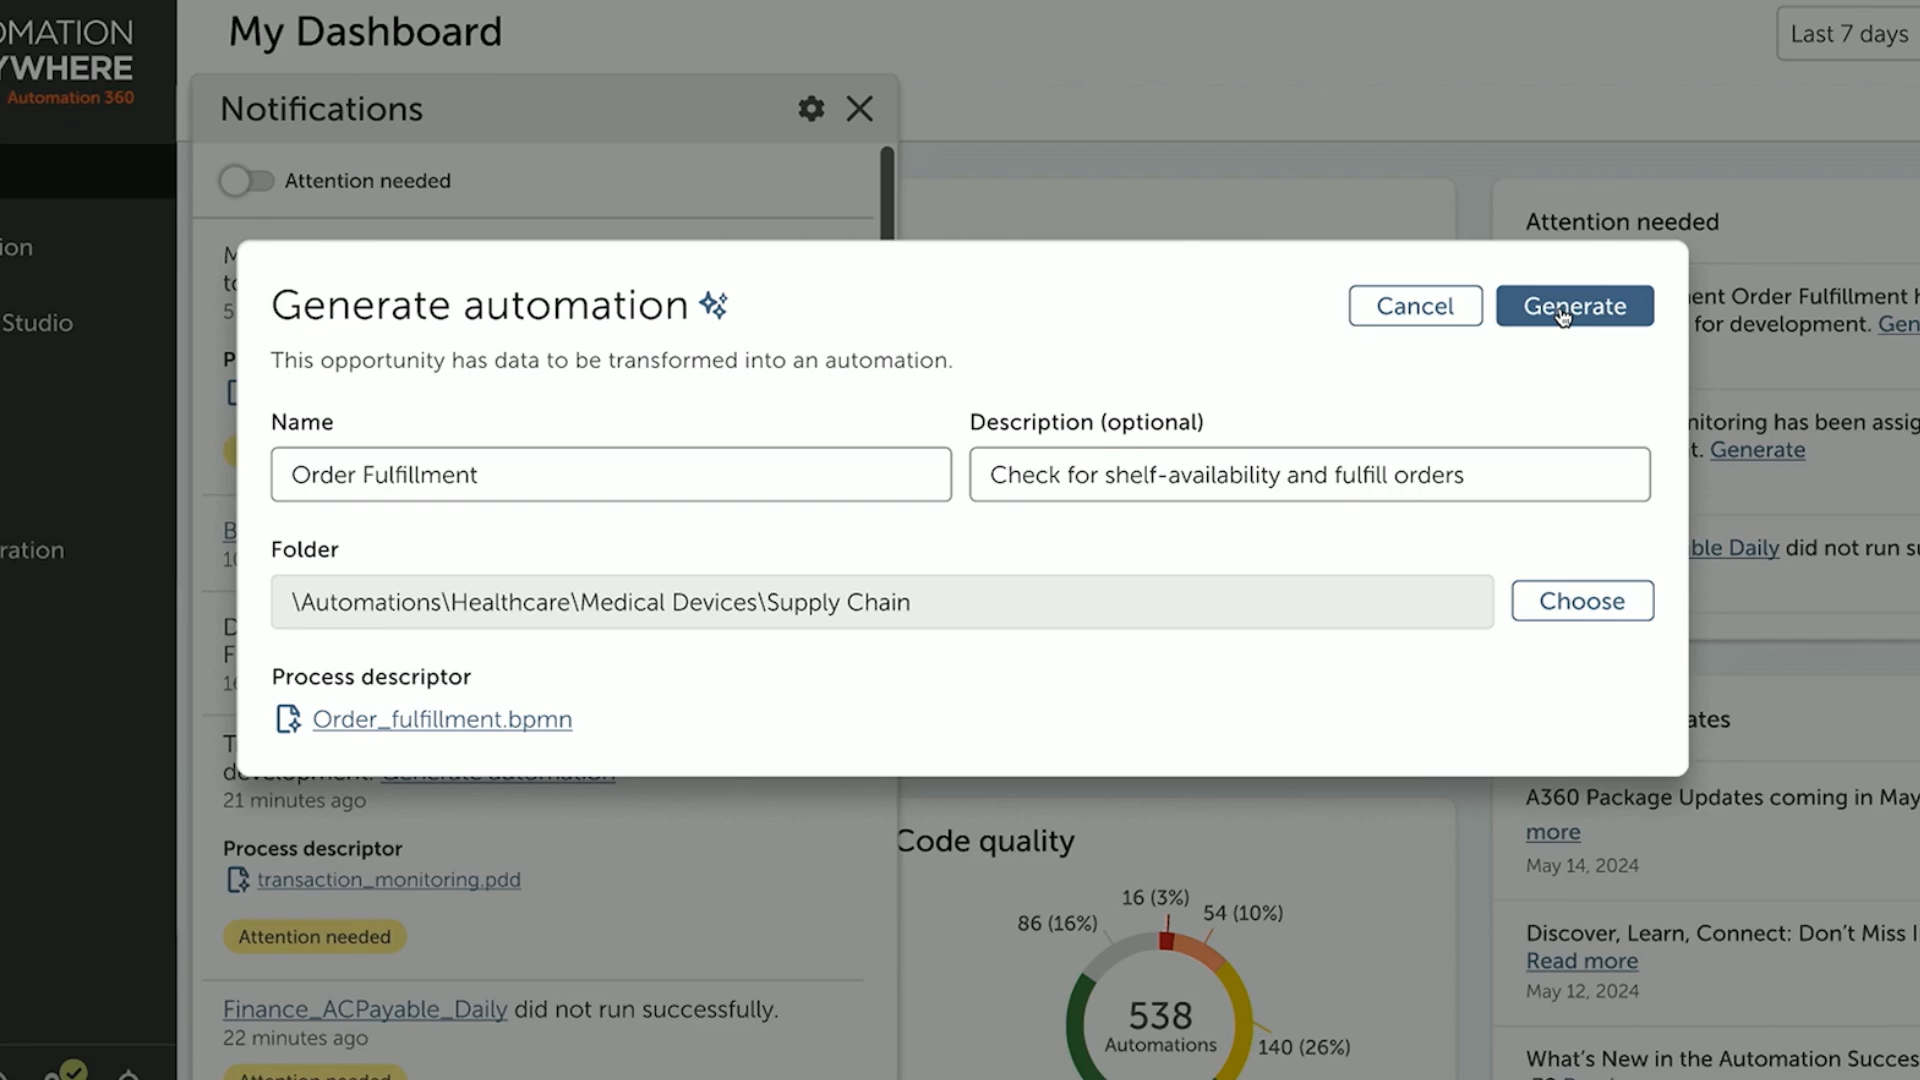 OMATION
YWHERE
Automation 360
My Dashboard
Last 7 days
Notifications
Attention needed
Attention needed
ion
Studio
ration
Generate automation
Cancel
Generate
This opportunity has data to be transformed into an automation.
Name
Description (optional)
Order Fulfillment
Check for shelf-availability and fulfill orders
Folder
\Automations\Healthcare\Medical Devices\Supply Chain
Choose
Process descriptor
Order_fulfillment.bpmn
ent Order Fulfillment
for development. Gen
nitoring has been assig
t. Generate
ble Daily did not run su
21 minutes ago
Process descriptor
transaction_monitoring.pdd
Attention needed
Finance_ACPayable_Daily did not run successfully.
22 minutes ago
Code quality
16 (3%)
86 (16%)
54 (10%)
538
Automations
140 (26%)
ates
A360 Package Updates coming in May
more
May 14, 2024
Discover, Learn, Connect: Don't Miss
Read more
May 12, 2024
What's New in the Automation Succes